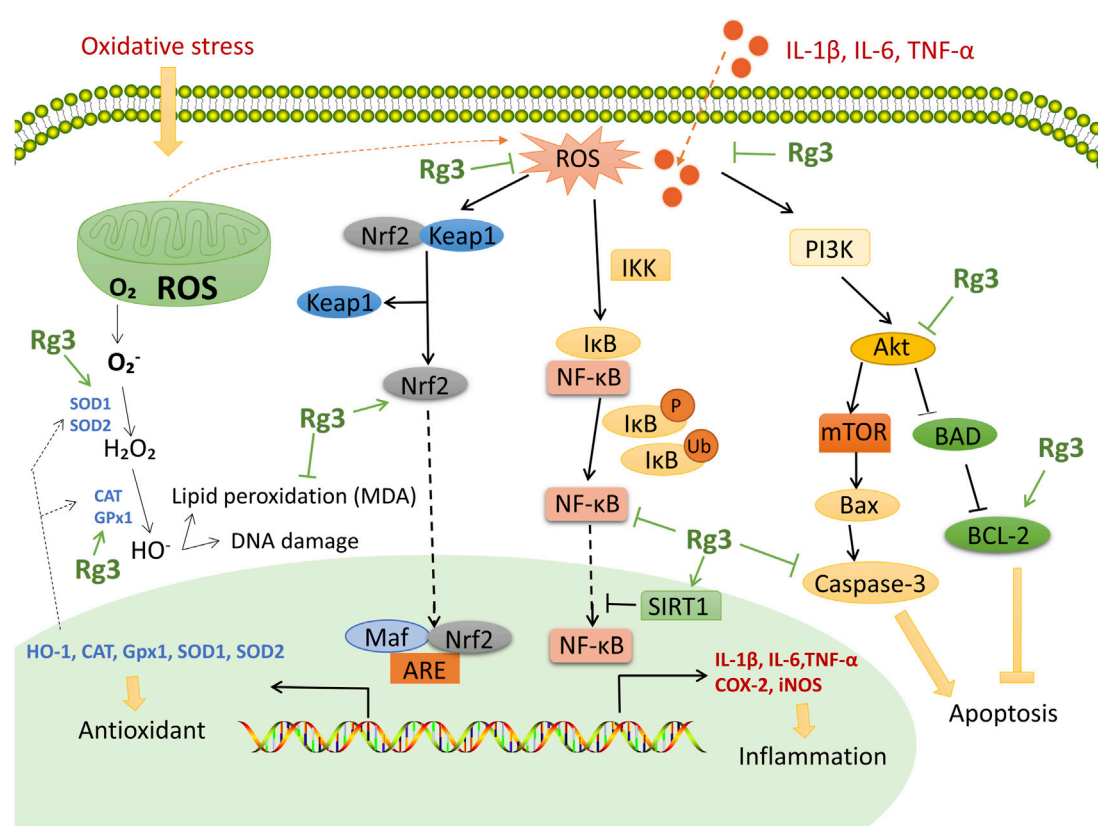 Oxidative stress
IL-1β, IL-6, TNF-α
Rg3
ROS
Rg3
Nrf2
Keap1
IKK
PI3K
O₂ ROS
Keap1
Rg3
Rg3
O₂⁻
IκB
NF-κB
Akt
Nrf2
SOD1
SOD2
Rg3
IκB
P
mTOR
BAD
H₂O₂
IκB
Ub
Rg3
Lipid peroxidation (MDA)
CAT
GPx1
NF-κB
Bax
HO⁻
DNA damage
Rg3
BCL-2
Rg3
Caspase-3
SIRT1
Maf
Nrf2
NF-κB
HO-1, CAT, Gpx1, SOD1, SOD2
ARE
IL-1β, IL-6,TNF-α
COX-2, iNOS
Apoptosis
Antioxidant
Inflammation